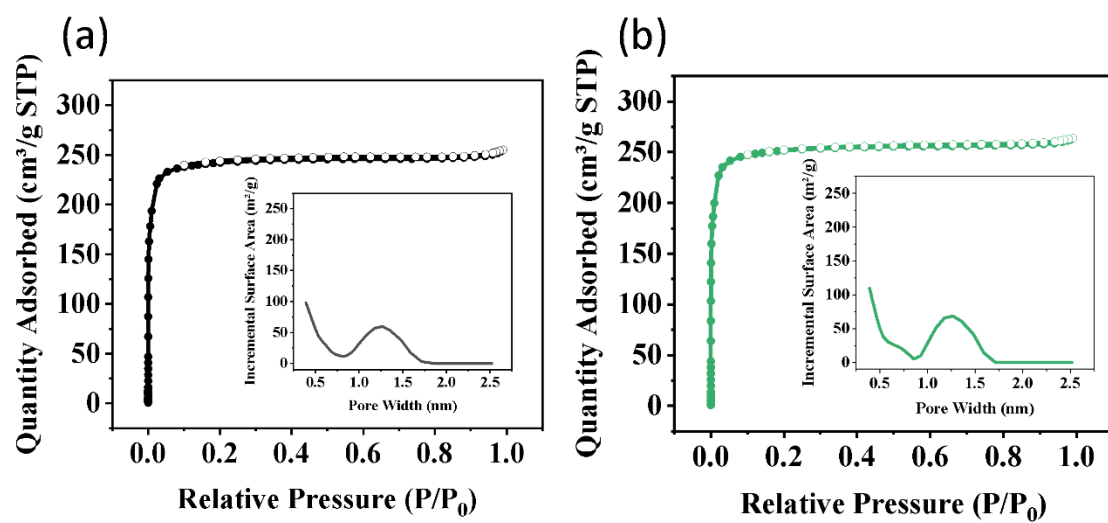 (a)
Quantity Adsorbed (cm³/g STP)
300
250
200
150
100
50
0
0.0 0.2 0.4 0.6 0.8 1.0
Relative Pressure (P/P₀)
Incremental Surface Area (m²/g)
250
200
150
100
50
0
0.5 1.0 1.5 2.0 2.5
Pore Width (nm)
(b)
Quantity Adsorbed (cm³/g STP)
300
250
200
150
100
50
0
0.0 0.2 0.4 0.6 0.8 1.0
Relative Pressure (P/P₀)
Incremental Surface Area (m²/g)
250
200
150
100
50
0
0.5 1.0 1.5 2.0 2.5
Pore Width (nm)